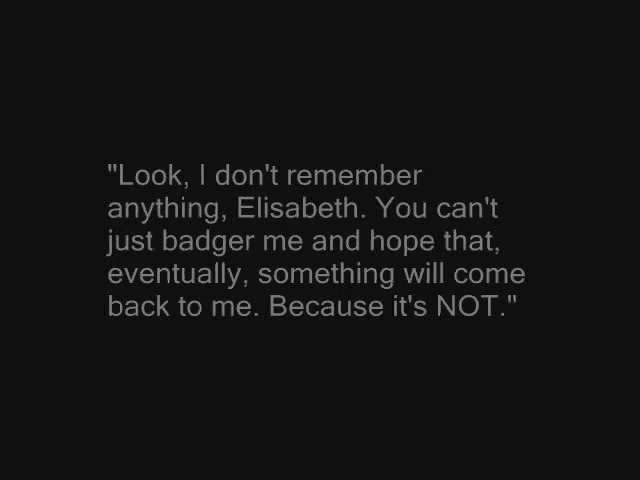 "Look, I don't remember
anything, Elisabeth. You can't
just badger me and hope that,
eventually, something will come
back to me. Because it's NOT."